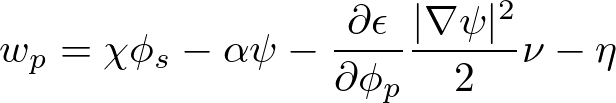 $w_p = \chi\phi_s - \alpha\psi - \frac{\partial\epsilon}{\partial\phi_p}\frac{|\nabla\psi|^2}{2}\nu - \eta$